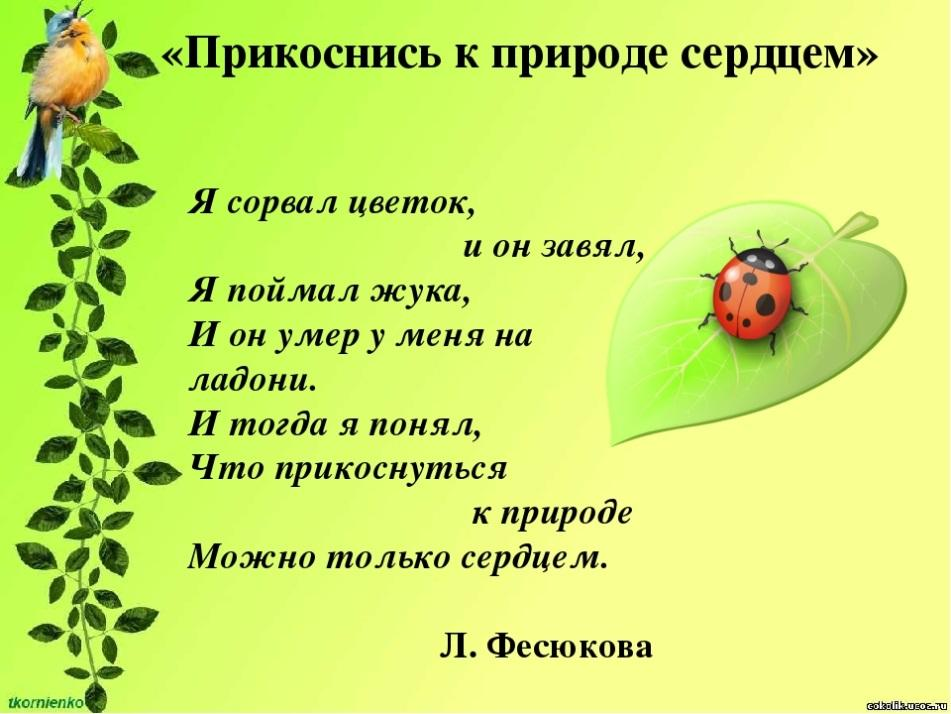 «Прикоснись к природе сердцем»
Я сорвал цветок,
и он завял,
Я поймал жука,
И он умер у меня на
ладони.
И тогда я понял,
Что прикоснуться
к природе
Можно только сердцем.
Л. Фесюкова
tkornienko
cokolik.ucoz.ru